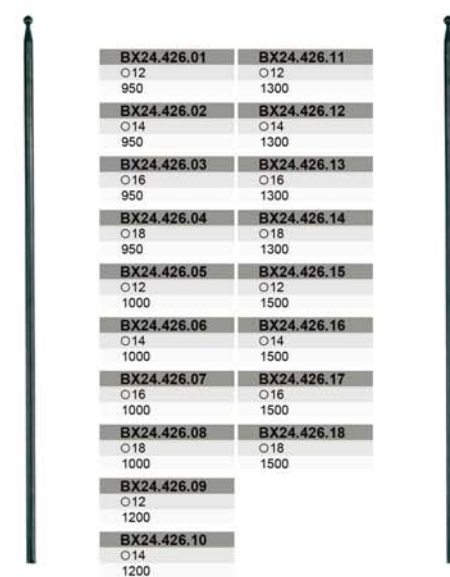 BX24.426.01
○12
950
BX24.426.02
○14
950
BX24.426.03
○16
950
BX24.426.04
○18
950
BX24.426.05
○12
1000
BX24.426.06
○14
1000
BX24.426.07
○16
1000
BX24.426.08
○18
1000
BX24.426.09
○12
1200
BX24.426.10
○14
1200
BX24.426.11
○12
1300
BX24.426.12
○14
1300
BX24.426.13
○16
1300
BX24.426.14
○18
1300
BX24.426.15
○12
1500
BX24.426.16
○14
1500
BX24.426.17
○16
1500
BX24.426.18
○18
1500